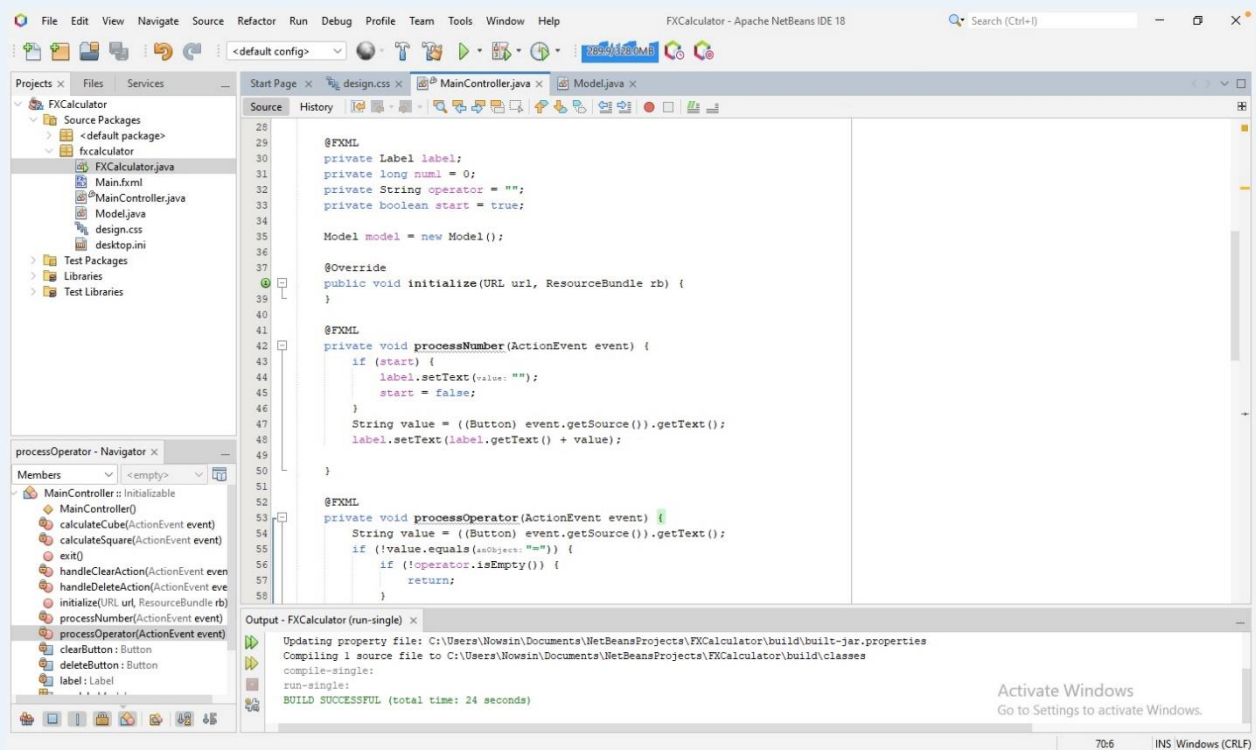 File Edit View Navigate Source Refactor Run Debug Profile Team Tools Window Help FXCalculator - Apache NetBeans IDE 18 Search (Ctrl+I)
<default config> 289.9/328.0MB
Projects Files Services
FXCalculator
Source Packages
<default package>
fxcalculator
FXCalculator.java
Main.fxml
MainController.java
Model.java
design.css
desktop.ini
Test Packages
Libraries
Test Libraries
processOperator - Navigator
Members <empty>
MainController :: Initializable
MainController()
calculateCube(ActionEvent event)
calculateSquare(ActionEvent event)
exit()
handleClearAction(ActionEvent even
handleDeleteAction(ActionEvent eve
initialize(URL url, ResourceBundle rb)
processNumber(ActionEvent event)
processOperator(ActionEvent event)
clearButton : Button
deleteButton : Button
label : Label
Start Page design.css MainController.java Model.java
Source History
28
29 @FXML
30 private Label label;
31 private long num1 = 0;
32 private String operator = "";
33 private boolean start = true;
34
35 Model model = new Model();
36
37 @Override
public void initialize(URL url, ResourceBundle rb) {
39 }
40
41 @FXML
42 private void processNumber(ActionEvent event) {
43 if (start) {
44 label.setText(value: "");
45 start = false;
46 }
47 String value = ((Button) event.getSource()).getText();
48 label.setText(label.getText() + value);
49
50 }
51
52 @FXML
53 private void processOperator(ActionEvent event) {
54 String value = ((Button) event.getSource()).getText();
55 if (!value.equals(anObject: "=")) {
56 if (!operator.isEmpty()) {
57 return;
58 }
Output - FXCalculator (run-single)
Updating property file: C:\Users\Nowsin\Documents\NetBeansProjects\FXCalculator\build\built-jar.properties
Compiling 1 source file to C:\Users\Nowsin\Documents\NetBeansProjects\FXCalculator\build\classes
compile-single:
run-single:
BUILD SUCCESSFUL (total time: 24 seconds)
Activate Windows
Go to Settings to activate Windows.
70:6 INS Windows (CRLF)